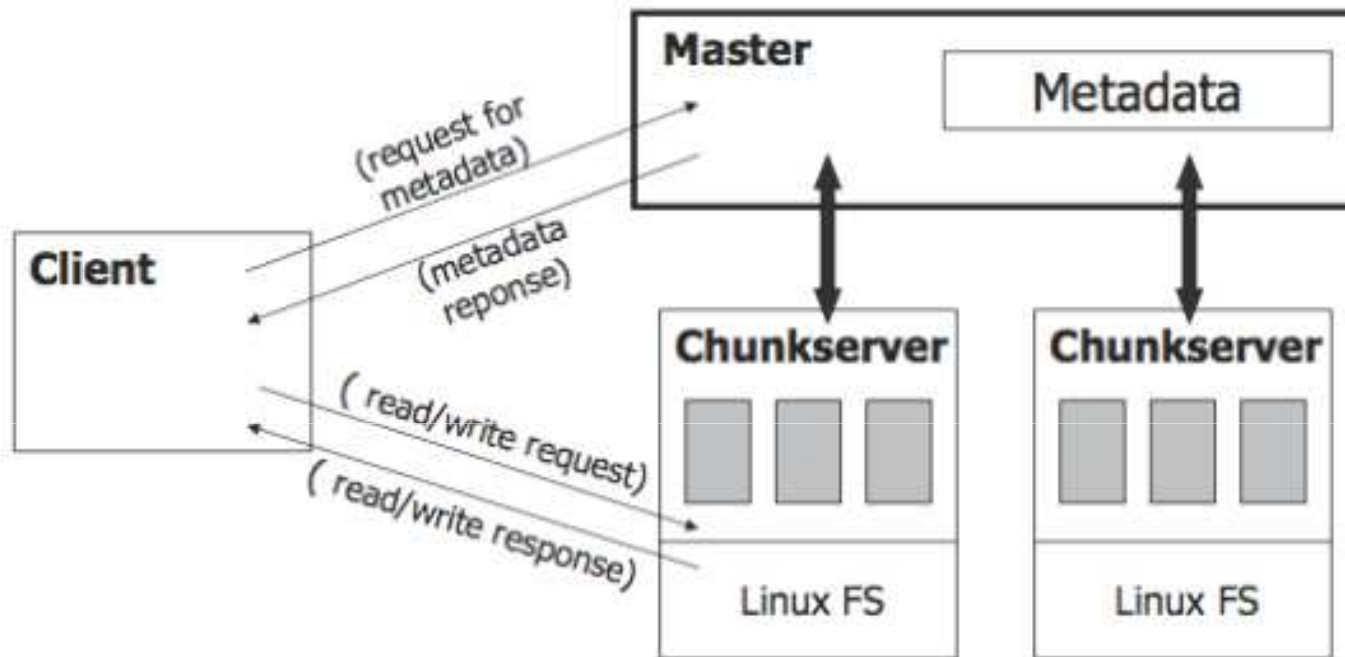 Master
Metadata
(request for
metadata)
(metadata
reponse)
Client
( read/write request)
( read/write response)
Chunkserver
Linux FS
Chunkserver
Linux FS